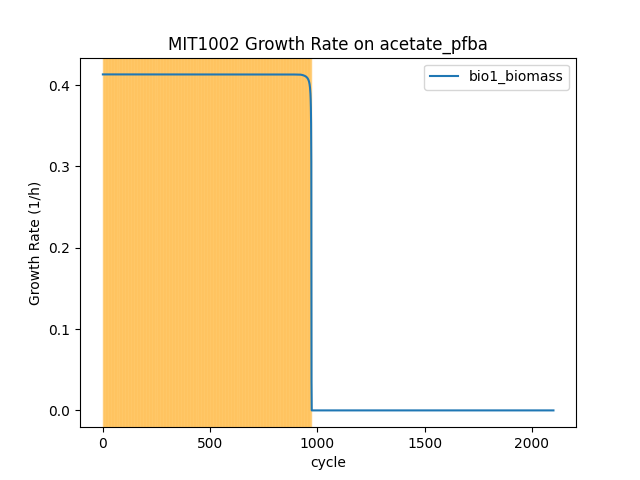 MIT1002 Growth Rate on acetate_pfba
bio1_biomass
Growth Rate (1/h)
0.4
0.3
0.2
0.1
0.0
0 500 1000 1500 2000
cycle